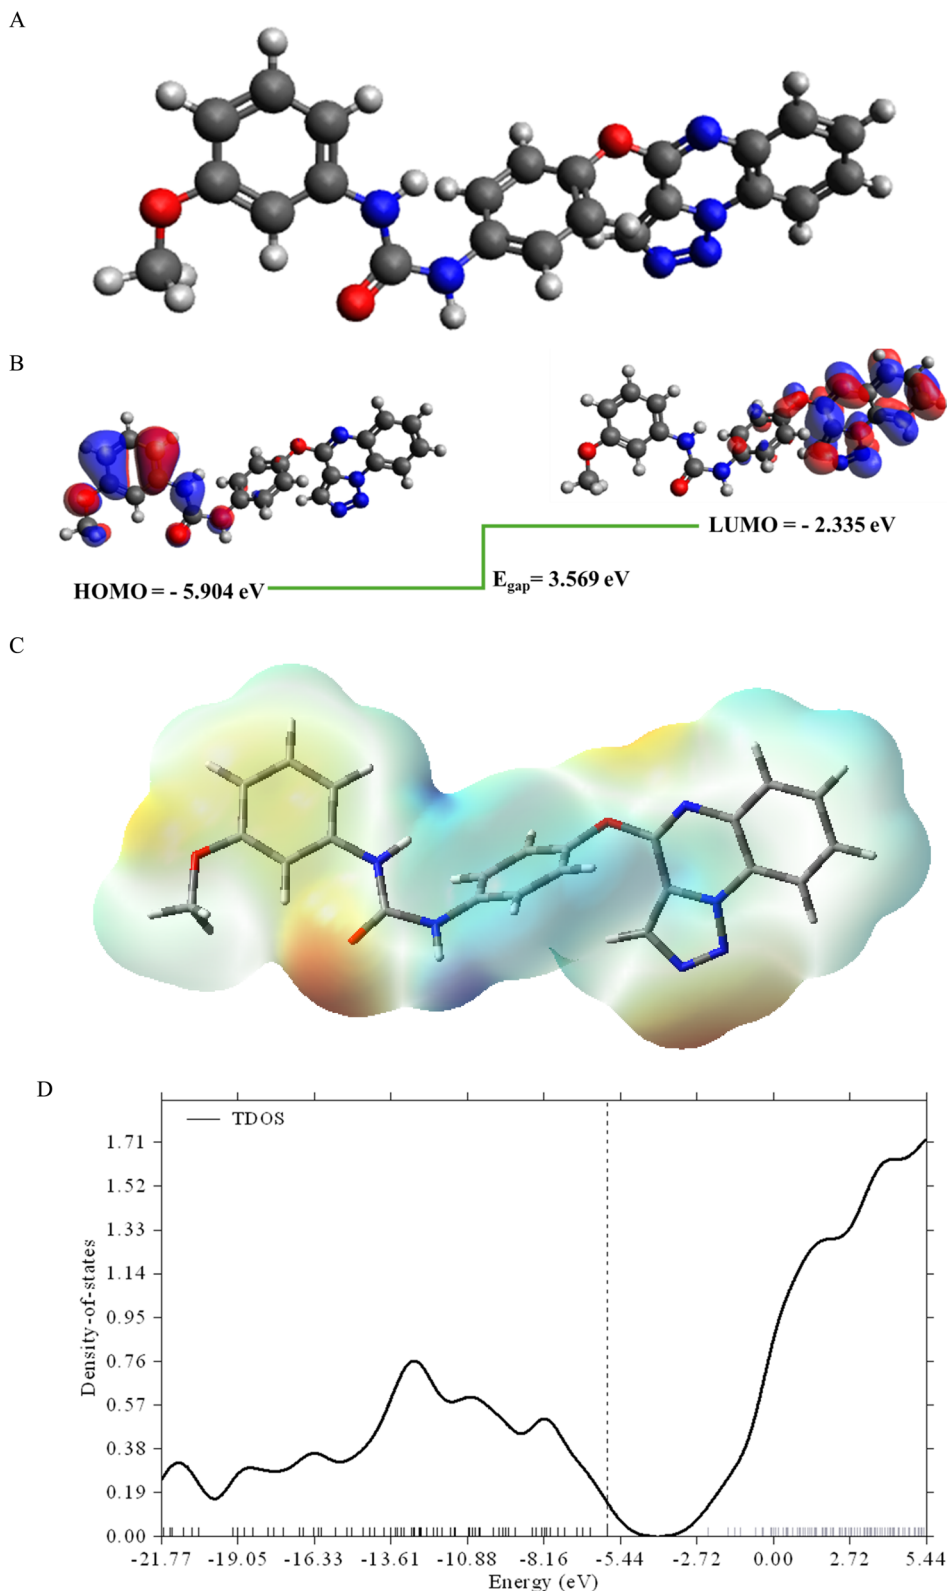 A
B
HOMO = - 5.904 eV
LUMO = - 2.335 eV
Egap= 3.569 eV
C
D
TDOS
Density-of-states
1.71
1.52
1.33
1.14
0.95
0.76
0.57
0.38
0.19
0.00
-21.77 -19.05 -16.33 -13.61 -10.88 -8.16 -5.44 -2.72 0.00 2.72 5.44
Energy (eV)